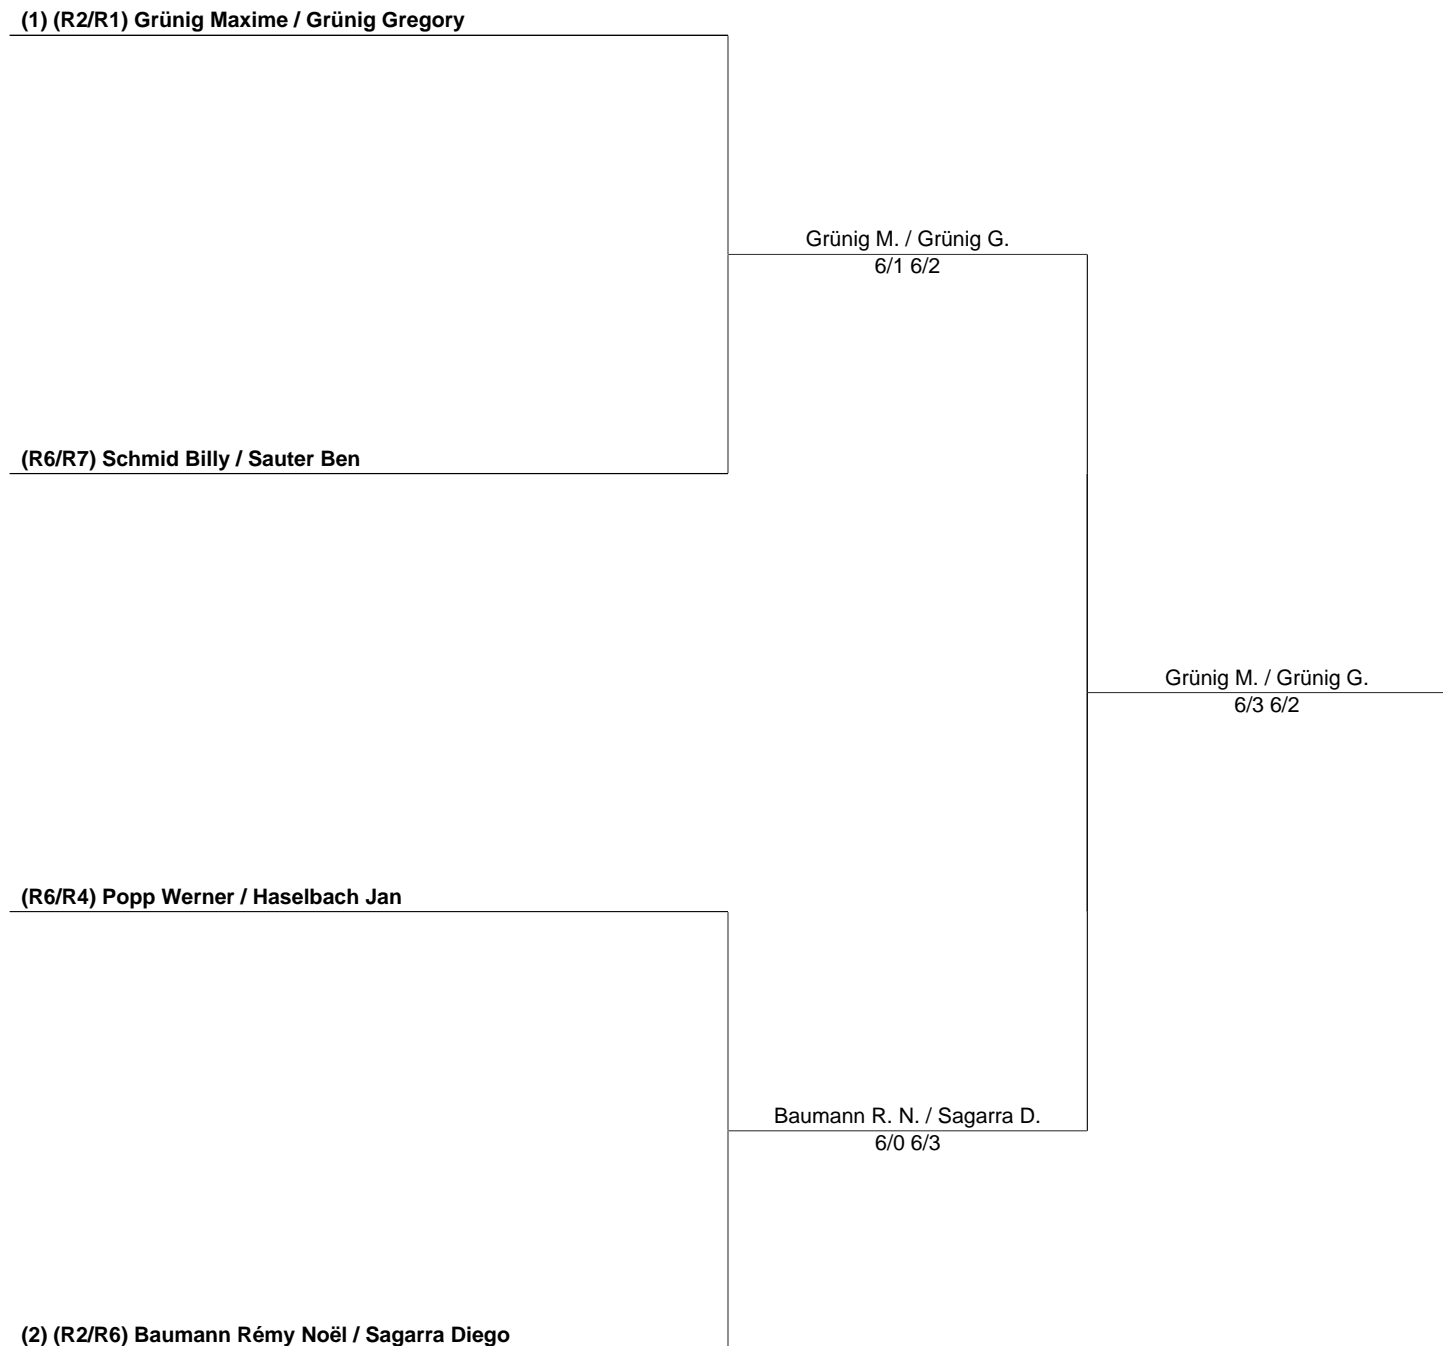 (1) (R2/R1) Grünig Maxime / Grünig Gregory
Grünig M. / Grünig G.
6/1 6/2
(R6/R7) Schmid Billy / Sauter Ben
Grünig M. / Grünig G.
6/3 6/2
(R6/R4) Popp Werner / Haselbach Jan
Baumann R. N. / Sagarra D.
6/0 6/3
(2) (R2/R6) Baumann Rémy Noël / Sagarra Diego